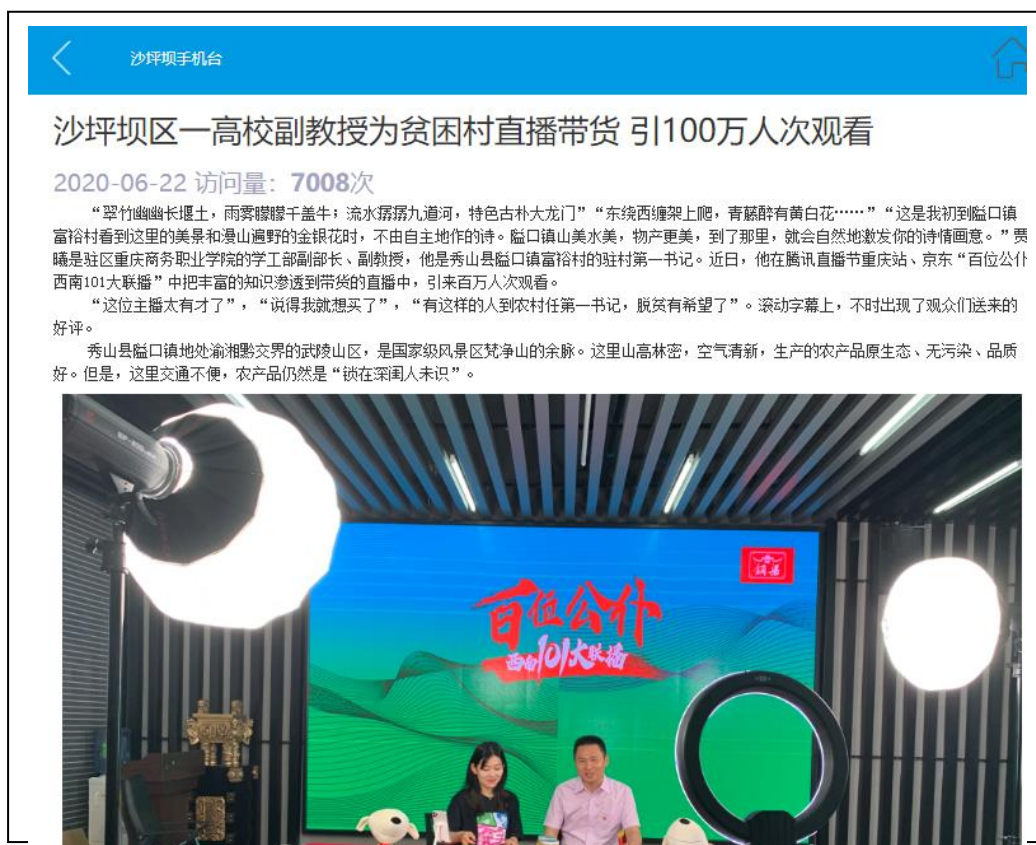 沙坪坝手机台
沙坪坝区一高校副教授为贫困村直播带货 引100万人次观看
2020-06-22 访问量：7008次
“翠竹幽幽长堰土，雨雾朦朦千盖牛；流水孱孱九道河，特色古朴大龙门”“东绕西缠架上爬，青藤醉有黄白花……”“这是我初到隘口镇
富裕村看到这里的美景和漫山遍野的金银花时，不由自主地作的诗。隘口镇山美水美，物产更美，到了那里，就会自然地激发你的诗情画意。”贾
曦是驻区重庆商务职业学院的学工部副部长、副教授，他是秀山县隘口镇富裕村的驻村第一书记。近日，他在腾讯直播节重庆站、京东“百位公仆
西南101大联播”中把丰富的知识渗透到带货的直播中，引来百万人次观看。
“这位主播太有才了”，“说得我就想买了”，“有这样的人到农村任第一书记，脱贫有希望了”。滚动字幕上，不时出现了观众们送来的
好评。
秀山县隘口镇地处渝湘黔交界的武陵山区，是国家级风景区梵净山的余脉。这里山高林密，空气清新，生产的农产品原生态、无污染、品质
好。但是，这里交通不便，农产品仍然是“锁在深闺人未识”。
百位公仆
西南101大联播